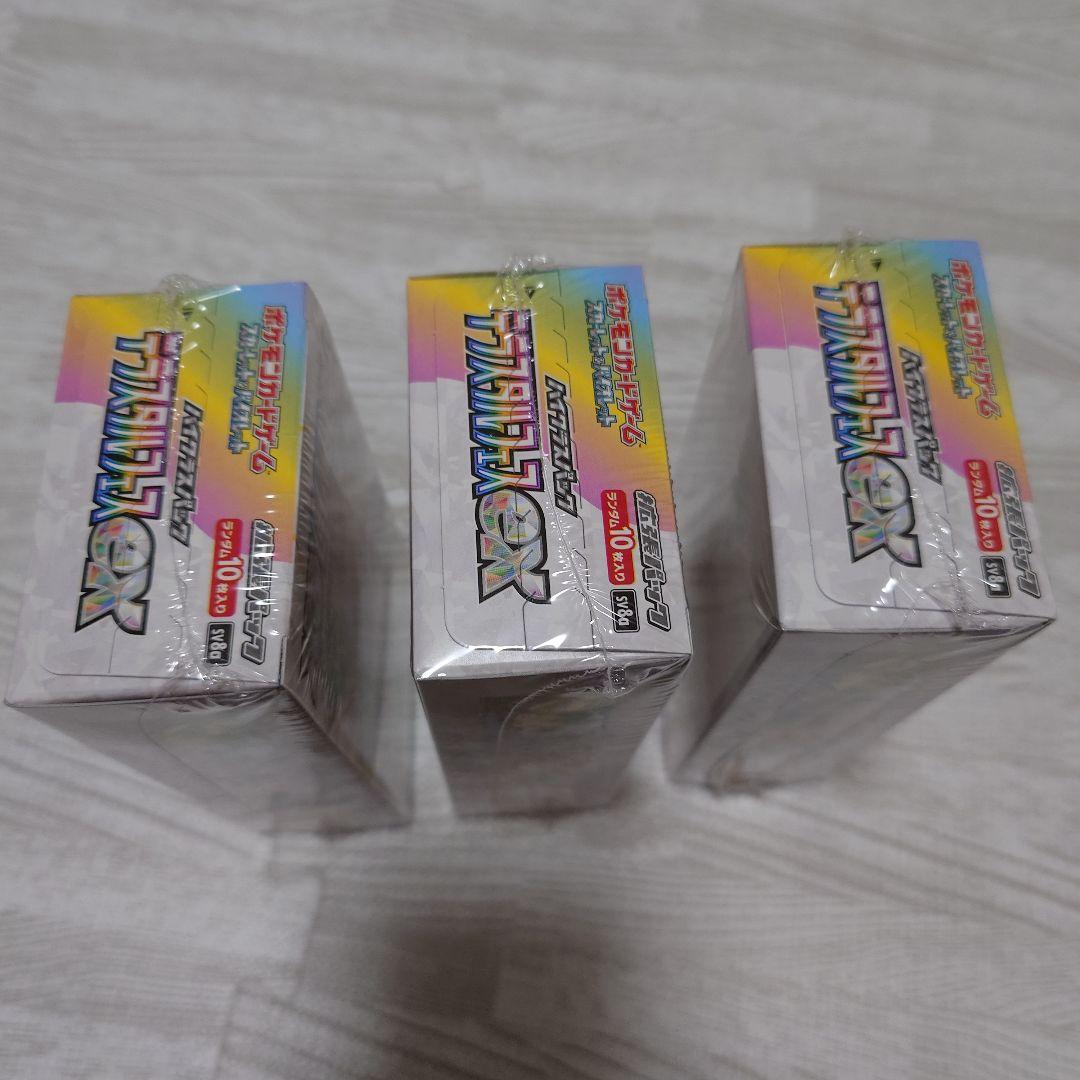 ポケモンカードゲーム
スカーレット&バイオレット
ハイクラスパック
テラスタルフェスex
拡張パック
ランダム10枚入り
SV8a
ポケモンカードゲーム
スカーレット&バイオレット
ハイクラスパック
テラスタルフェスex
拡張パック
ランダム10枚入り
SV8a
ポケモンカードゲーム
スカーレット&バイオレット
ハイクラスパック
テラスタルフェスex
拡張パック
ランダム10枚入り
SV8a